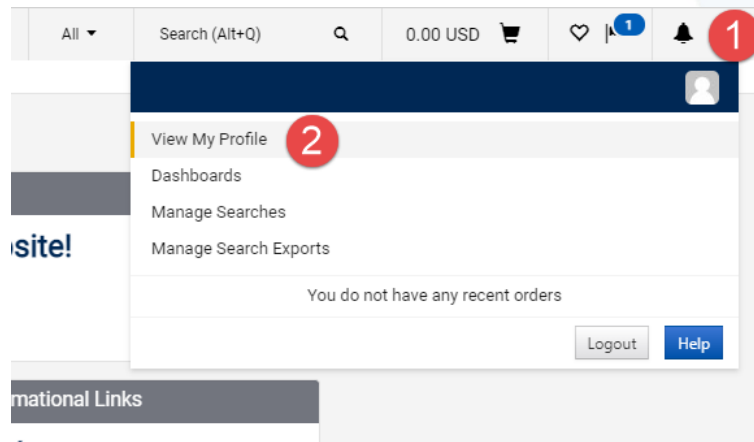 All
Search (Alt+Q)
0.00 USD
1
1
View My Profile
2
Dashboards
Manage Searches
site!
Manage Search Exports
You do not have any recent orders
Logout
Help
mational Links